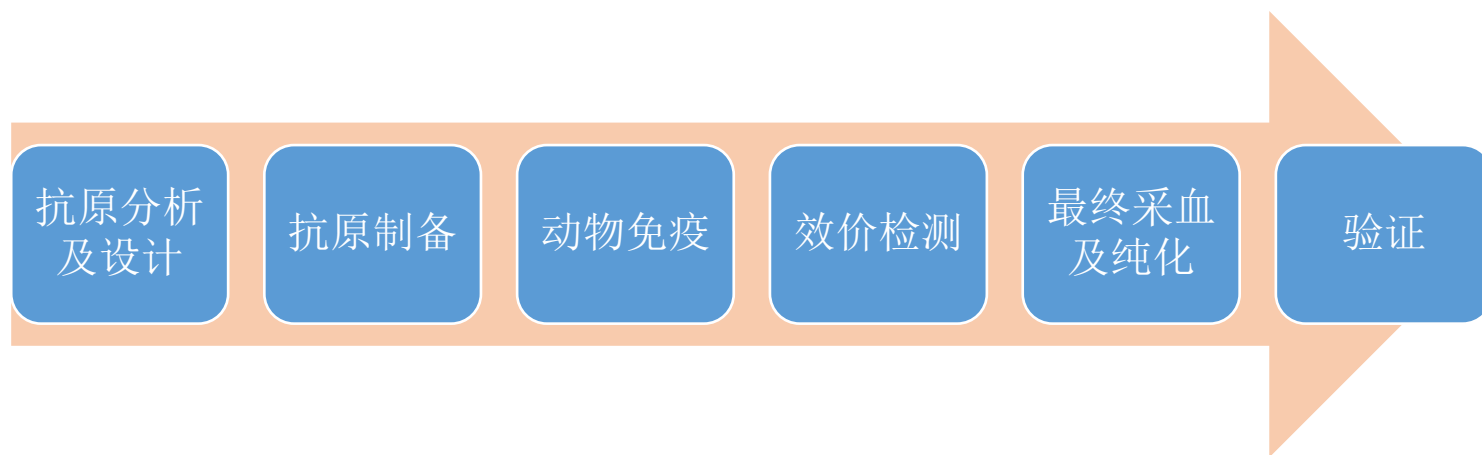 抗原分析
及设计
抗原制备
动物免疫
效价检测
最终采血
及纯化
验证